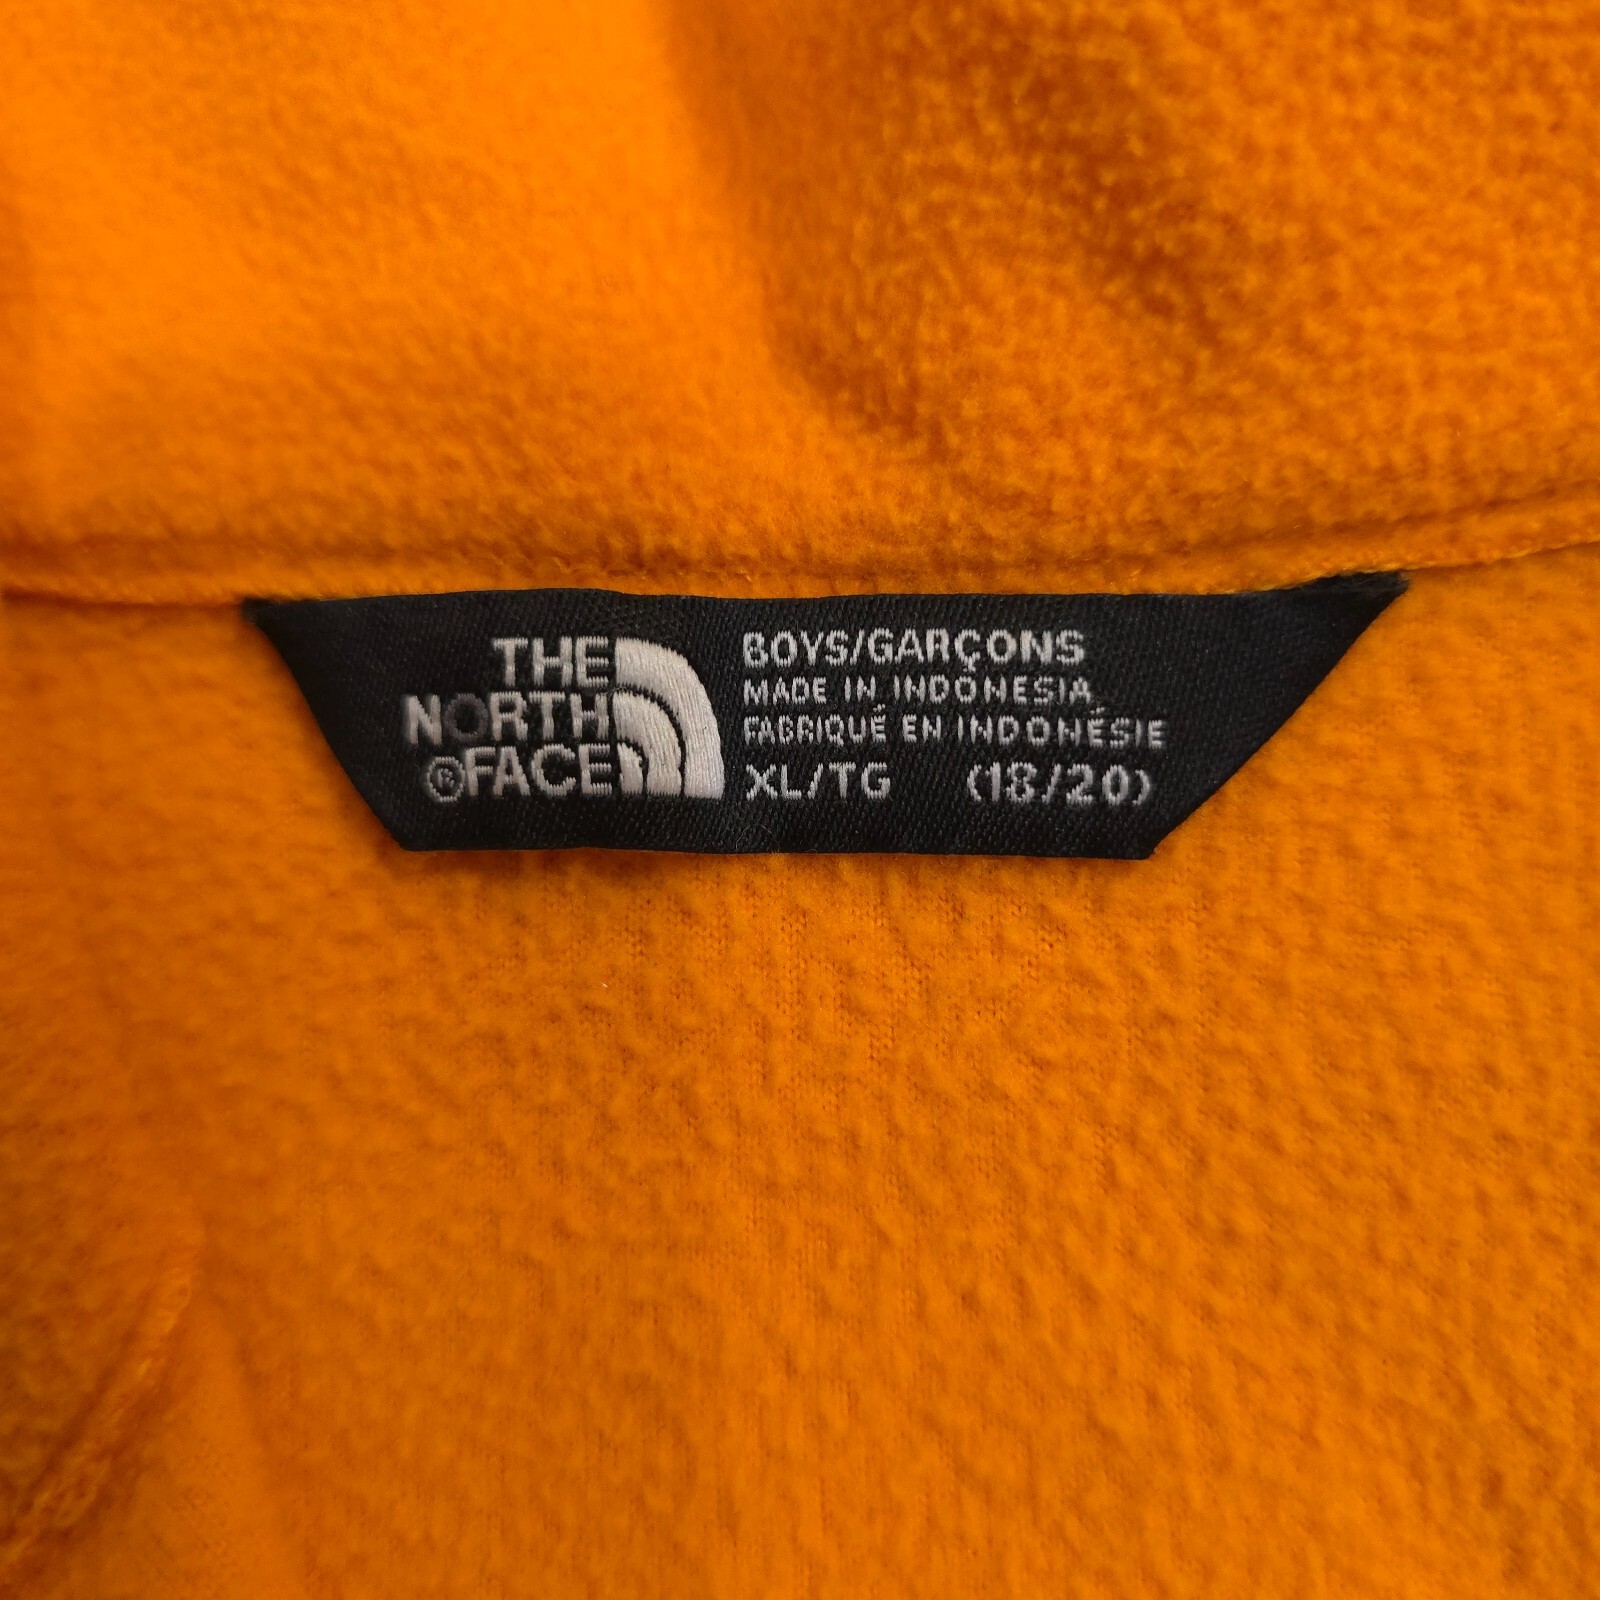 THE
NORTH
®FACE
BOYS/GARÇONS
MADE IN INDONESIA
FABRIQUÉ EN INDONÉSIE
XL/TG (18/20)